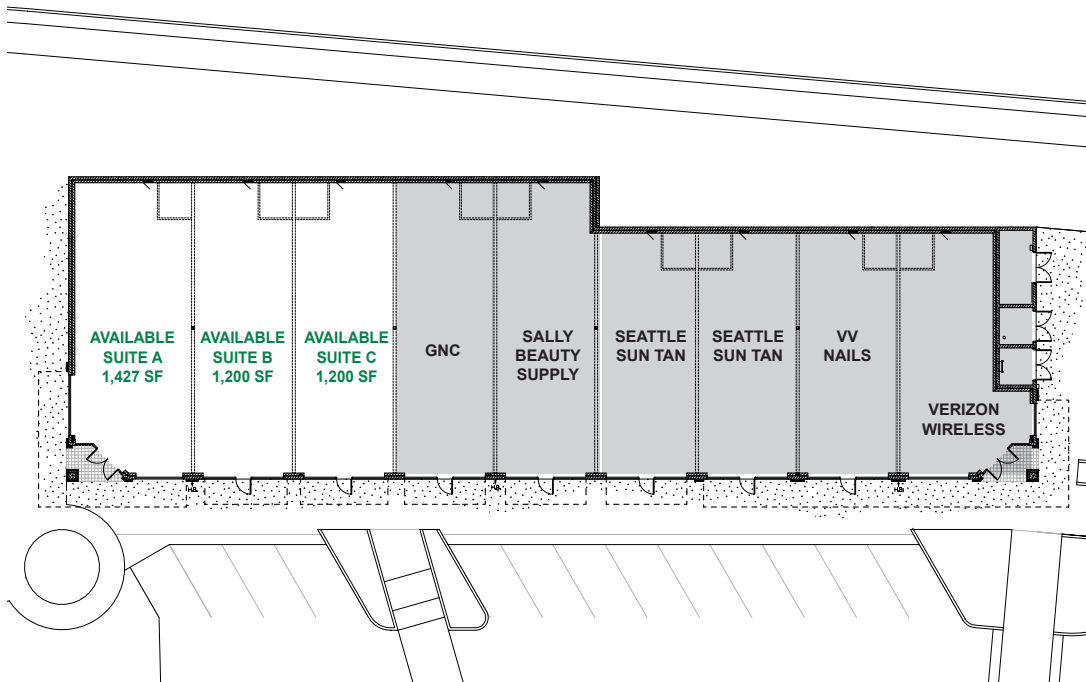 AVAILABLE
SUITE A
1,427 SF
AVAILABLE
SUITE B
1,200 SF
AVAILABLE
SUITE C
1,200 SF
GNC
SALLY
BEAUTY
SUPPLY
SEATTLE
SUN TAN
SEATTLE
SUN TAN
VV
NAILS
VERIZON
WIRELESS